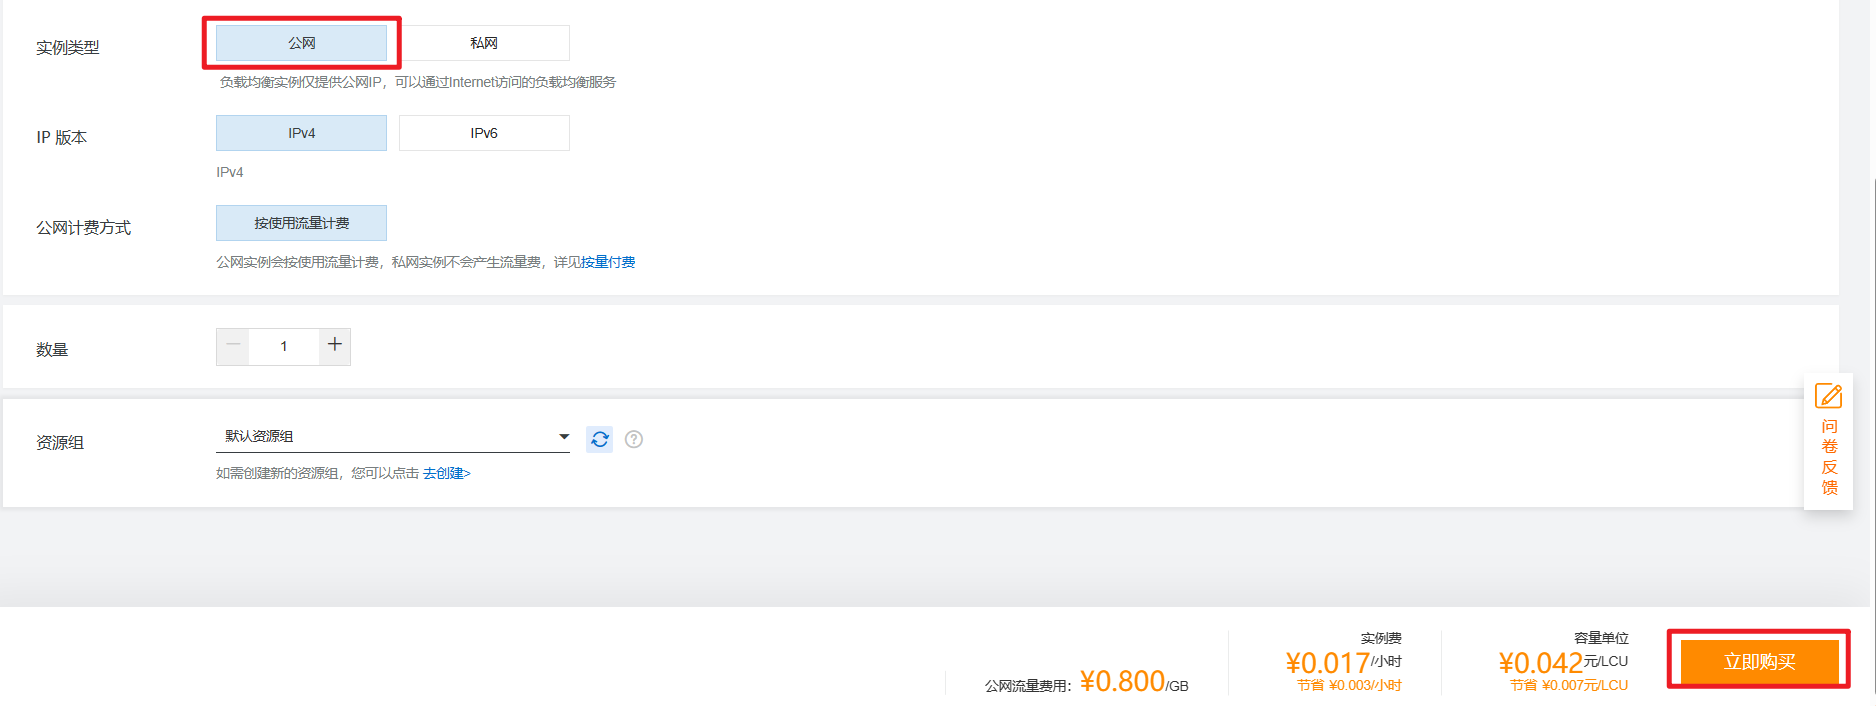 实例类型
公网
私网
负载均衡实例仅提供公网IP，可以通过Internet访问的负载均衡服务
IP 版本
IPv4
IPv6
IPv4
公网计费方式
按使用流量计费
公网实例会按使用流量计费，私网实例不会产生流量费，详见按量付费
数量
1
资源组
默认资源组
如需创建新的资源组，您可以点击 去创建>
问卷反馈
公网流量费用：¥0.800/GB
实例费
¥0.017/小时
节省 ¥0.003/小时
容量单位
¥0.042元/LCU
节省 ¥0.007元/LCU
立即购买